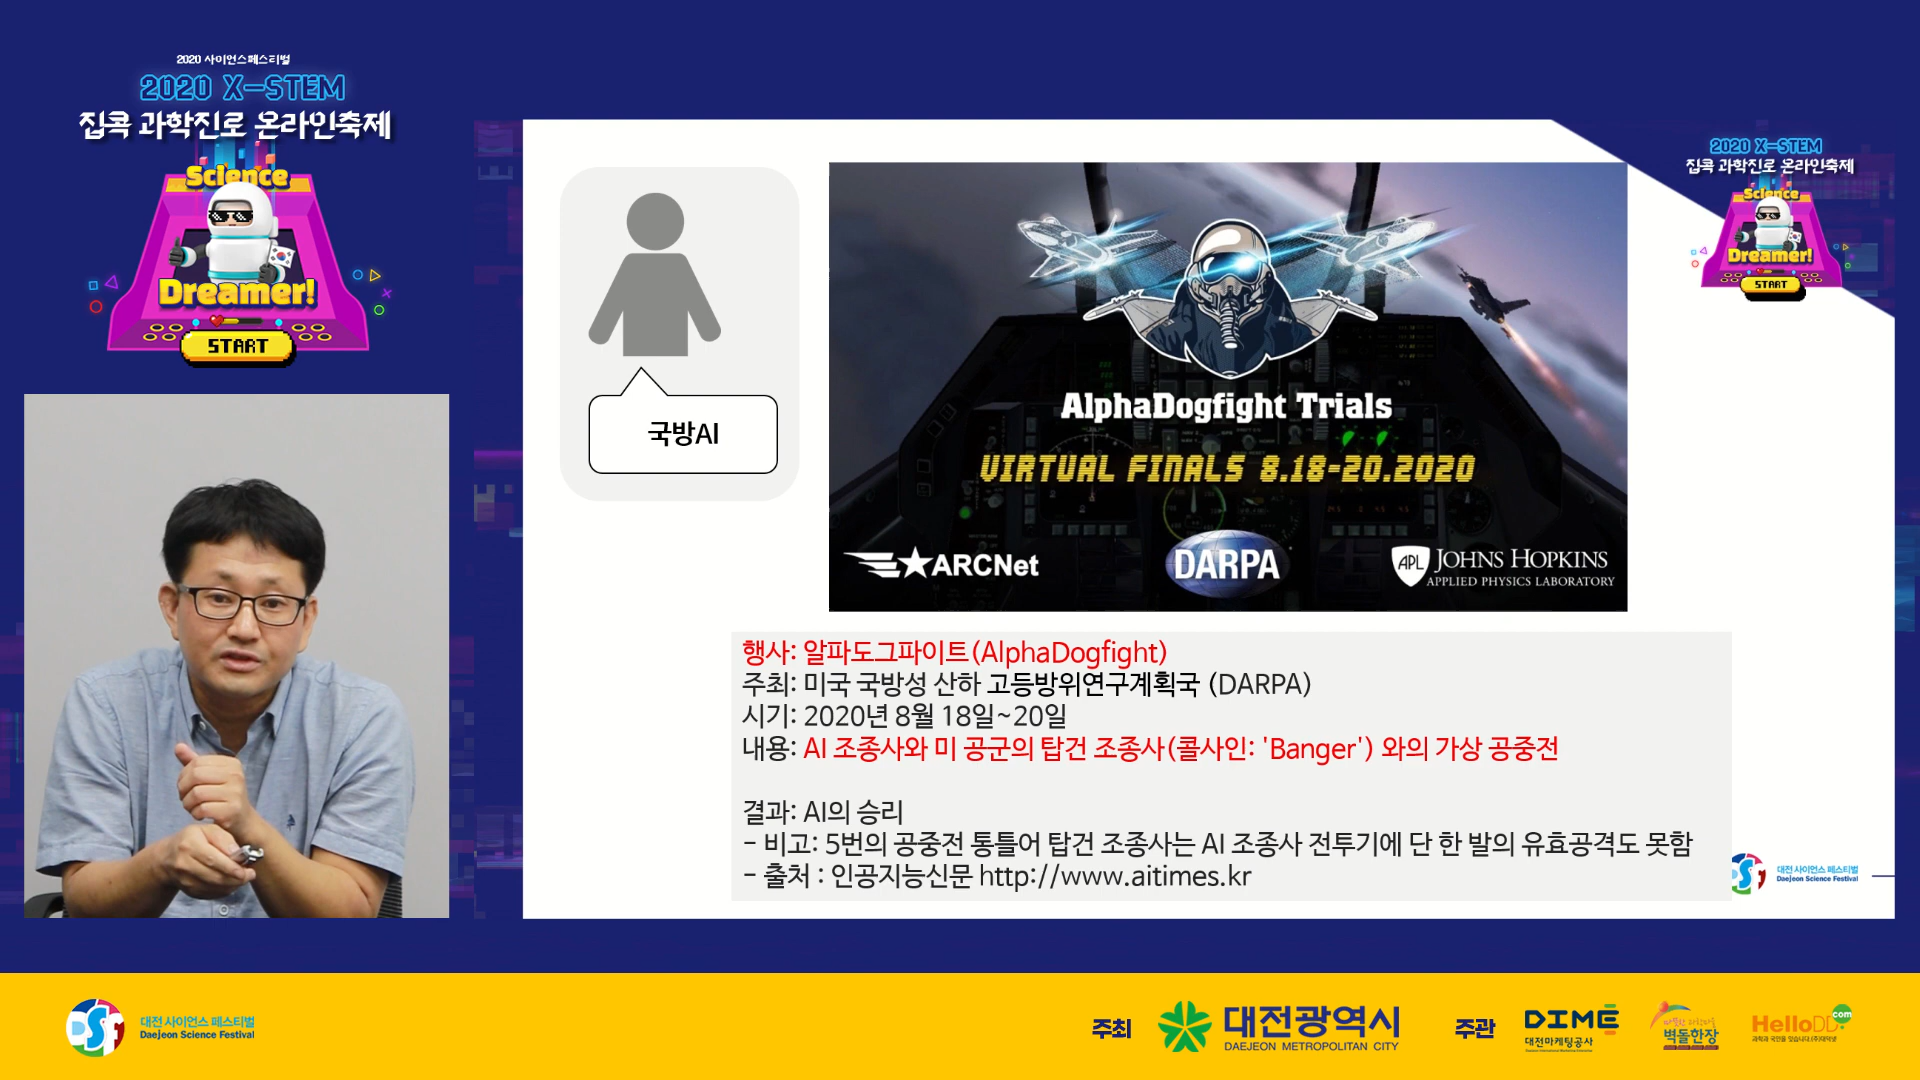 2020 사이언스페스티벌
2020 X-STEM
집콕 과학진로 온라인축제
Science
Dreamer!
START
2020 X-STEM
집콕 과학진로 온라인축제
Science
Dreamer!
START
국방AI
AlphaDogfight Trials
VIRTUAL FINALS 8.18-20.2020
ARCNet
DARPA
APL JOHNS HOPKINS
APPLIED PHYSICS LABORATORY
행사: 알파도그파이트(AlphaDogfight)
주최: 미국 국방성 산하 고등방위연구계획국 (DARPA)
시기: 2020년 8월 18일~20일
내용: AI 조종사와 미 공군의 탑건 조종사(콜사인: 'Banger') 와의 가상 공중전
결과: AI의 승리
- 비고: 5번의 공중전 통틀어 탑건 조종사는 AI 조종사 전투기에 단 한 발의 유효공격도 못함
- 출처 : 인공지능신문 http://www.aitimes.kr
대전 사이언스 페스티벌
Daejeon Science Festival
DSf
대전 사이언스 페스티벌
Daejeon Science Festival
주최
대전광역시
DAEJEON METROPOLITAN CITY
주관
DIME
대전마케팅공사
벽돌한장
HelloDD.com